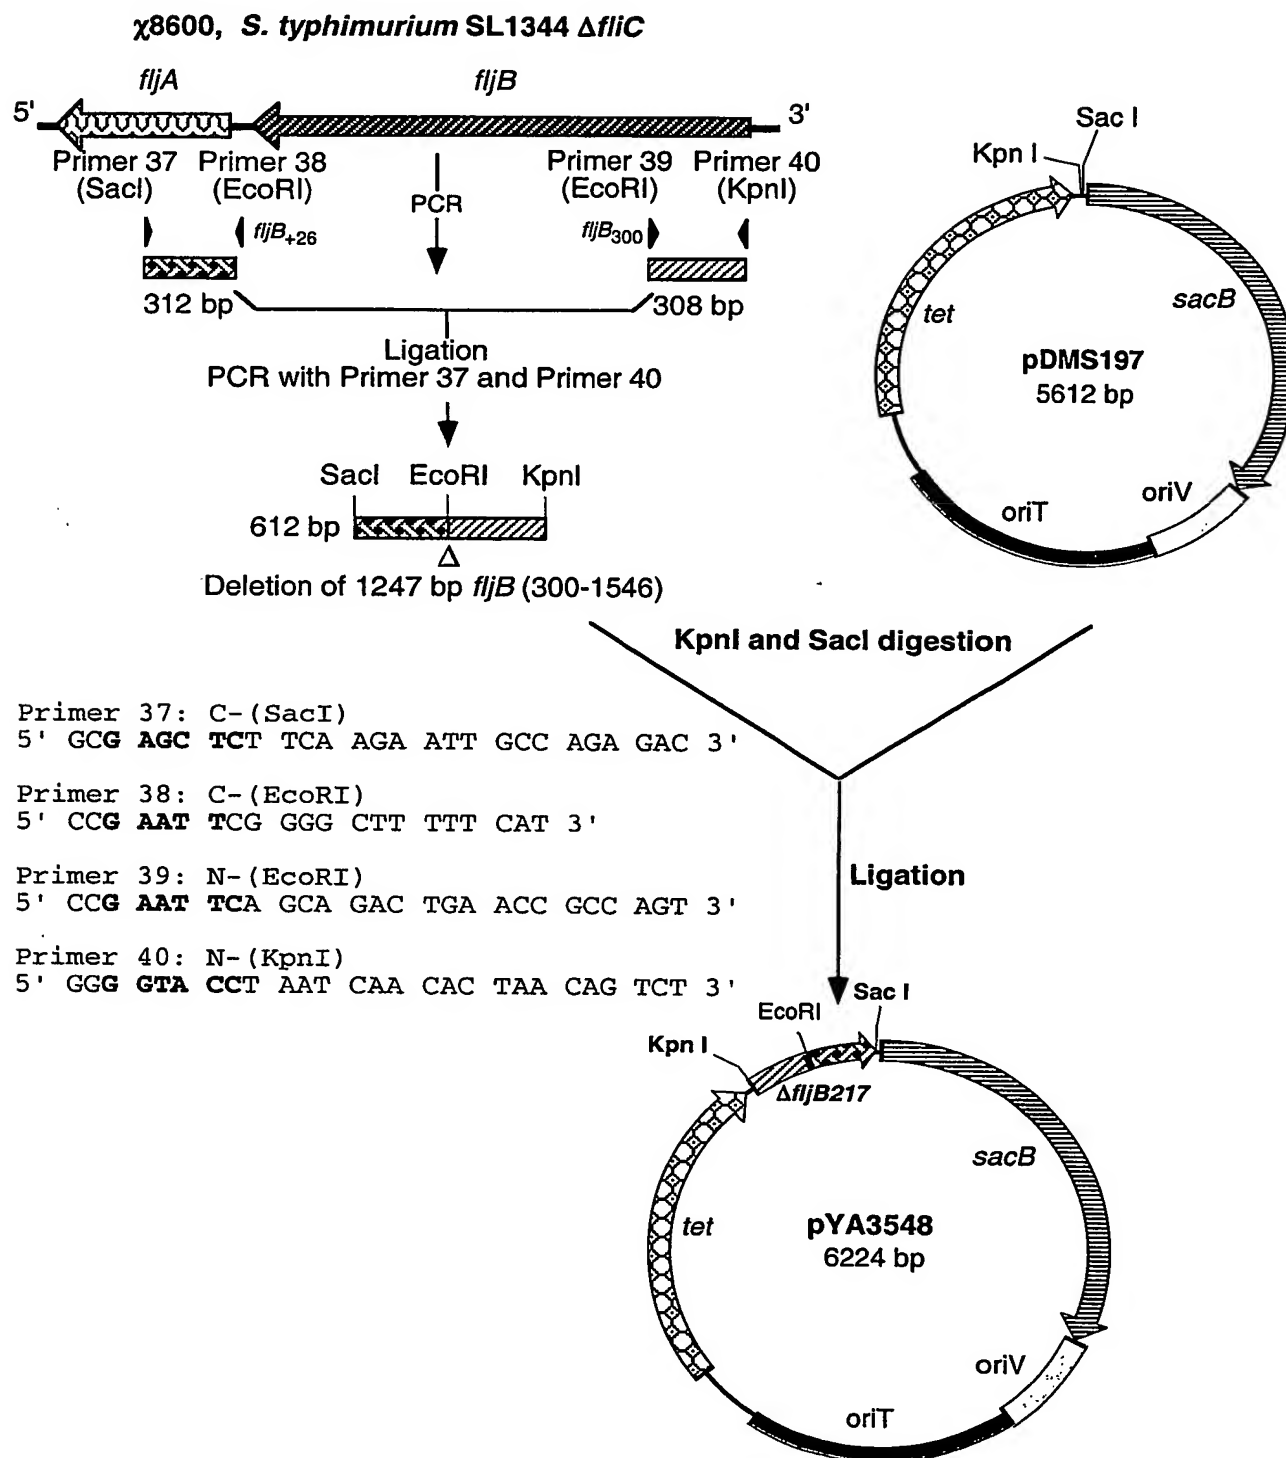 χ8600, S. typhimurium SL1344 ΔfliC
fljA
fljB
5'
3'
Primer 37
(SacI)
Primer 38
(EcoRI)
Primer 39
(EcoRI)
Primer 40
(KpnI)
PCR
fljB+26
fljB300
312 bp
308 bp
Ligation
PCR with Primer 37 and Primer 40
SacI EcoRI KpnI
612 bp
Δ
Deletion of 1247 bp fljB (300-1546)
Kpn I
Sac I
tet
sacB
pDMS197
5612 bp
oriV
oriT
KpnI and SacI digestion
Primer 37: C-(SacI)
5' GCG AGC TCT TCA AGA ATT GCC AGA GAC 3'
Primer 38: C-(EcoRI)
5' CCG AAT TCG GGG CTT TTT CAT 3'
Primer 39: N-(EcoRI)
5' CCG AAT TCA GCA GAC TGA ACC GCC AGT 3'
Primer 40: N-(KpnI)
5' GGG GTA CCT AAT CAA CAC TAA CAG TCT 3'
Ligation
Kpn I
EcoRI
Sac I
ΔfljB217
tet
sacB
pYA3548
6224 bp
oriV
oriT